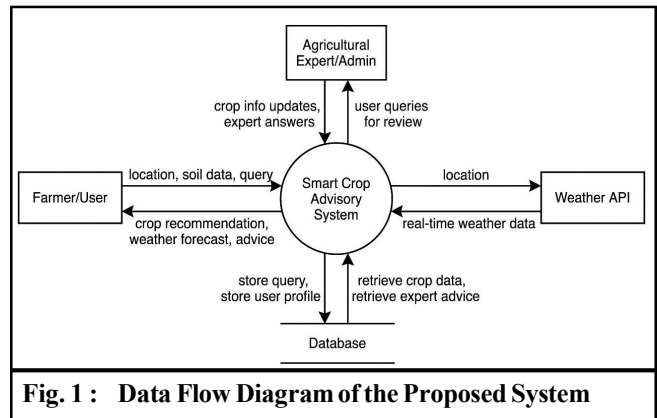 Agricultural
Expert/Admin
crop info updates,
expert answers
user queries
for review
Farmer/User
location, soil data, query
crop recommendation,
weather forecast, advice
Smart Crop
Advisory
System
location
real-time weather data
Weather API
store query,
store user profile
retrieve crop data,
retrieve expert advice
Database
Fig. 1 : Data Flow Diagram of the Proposed System